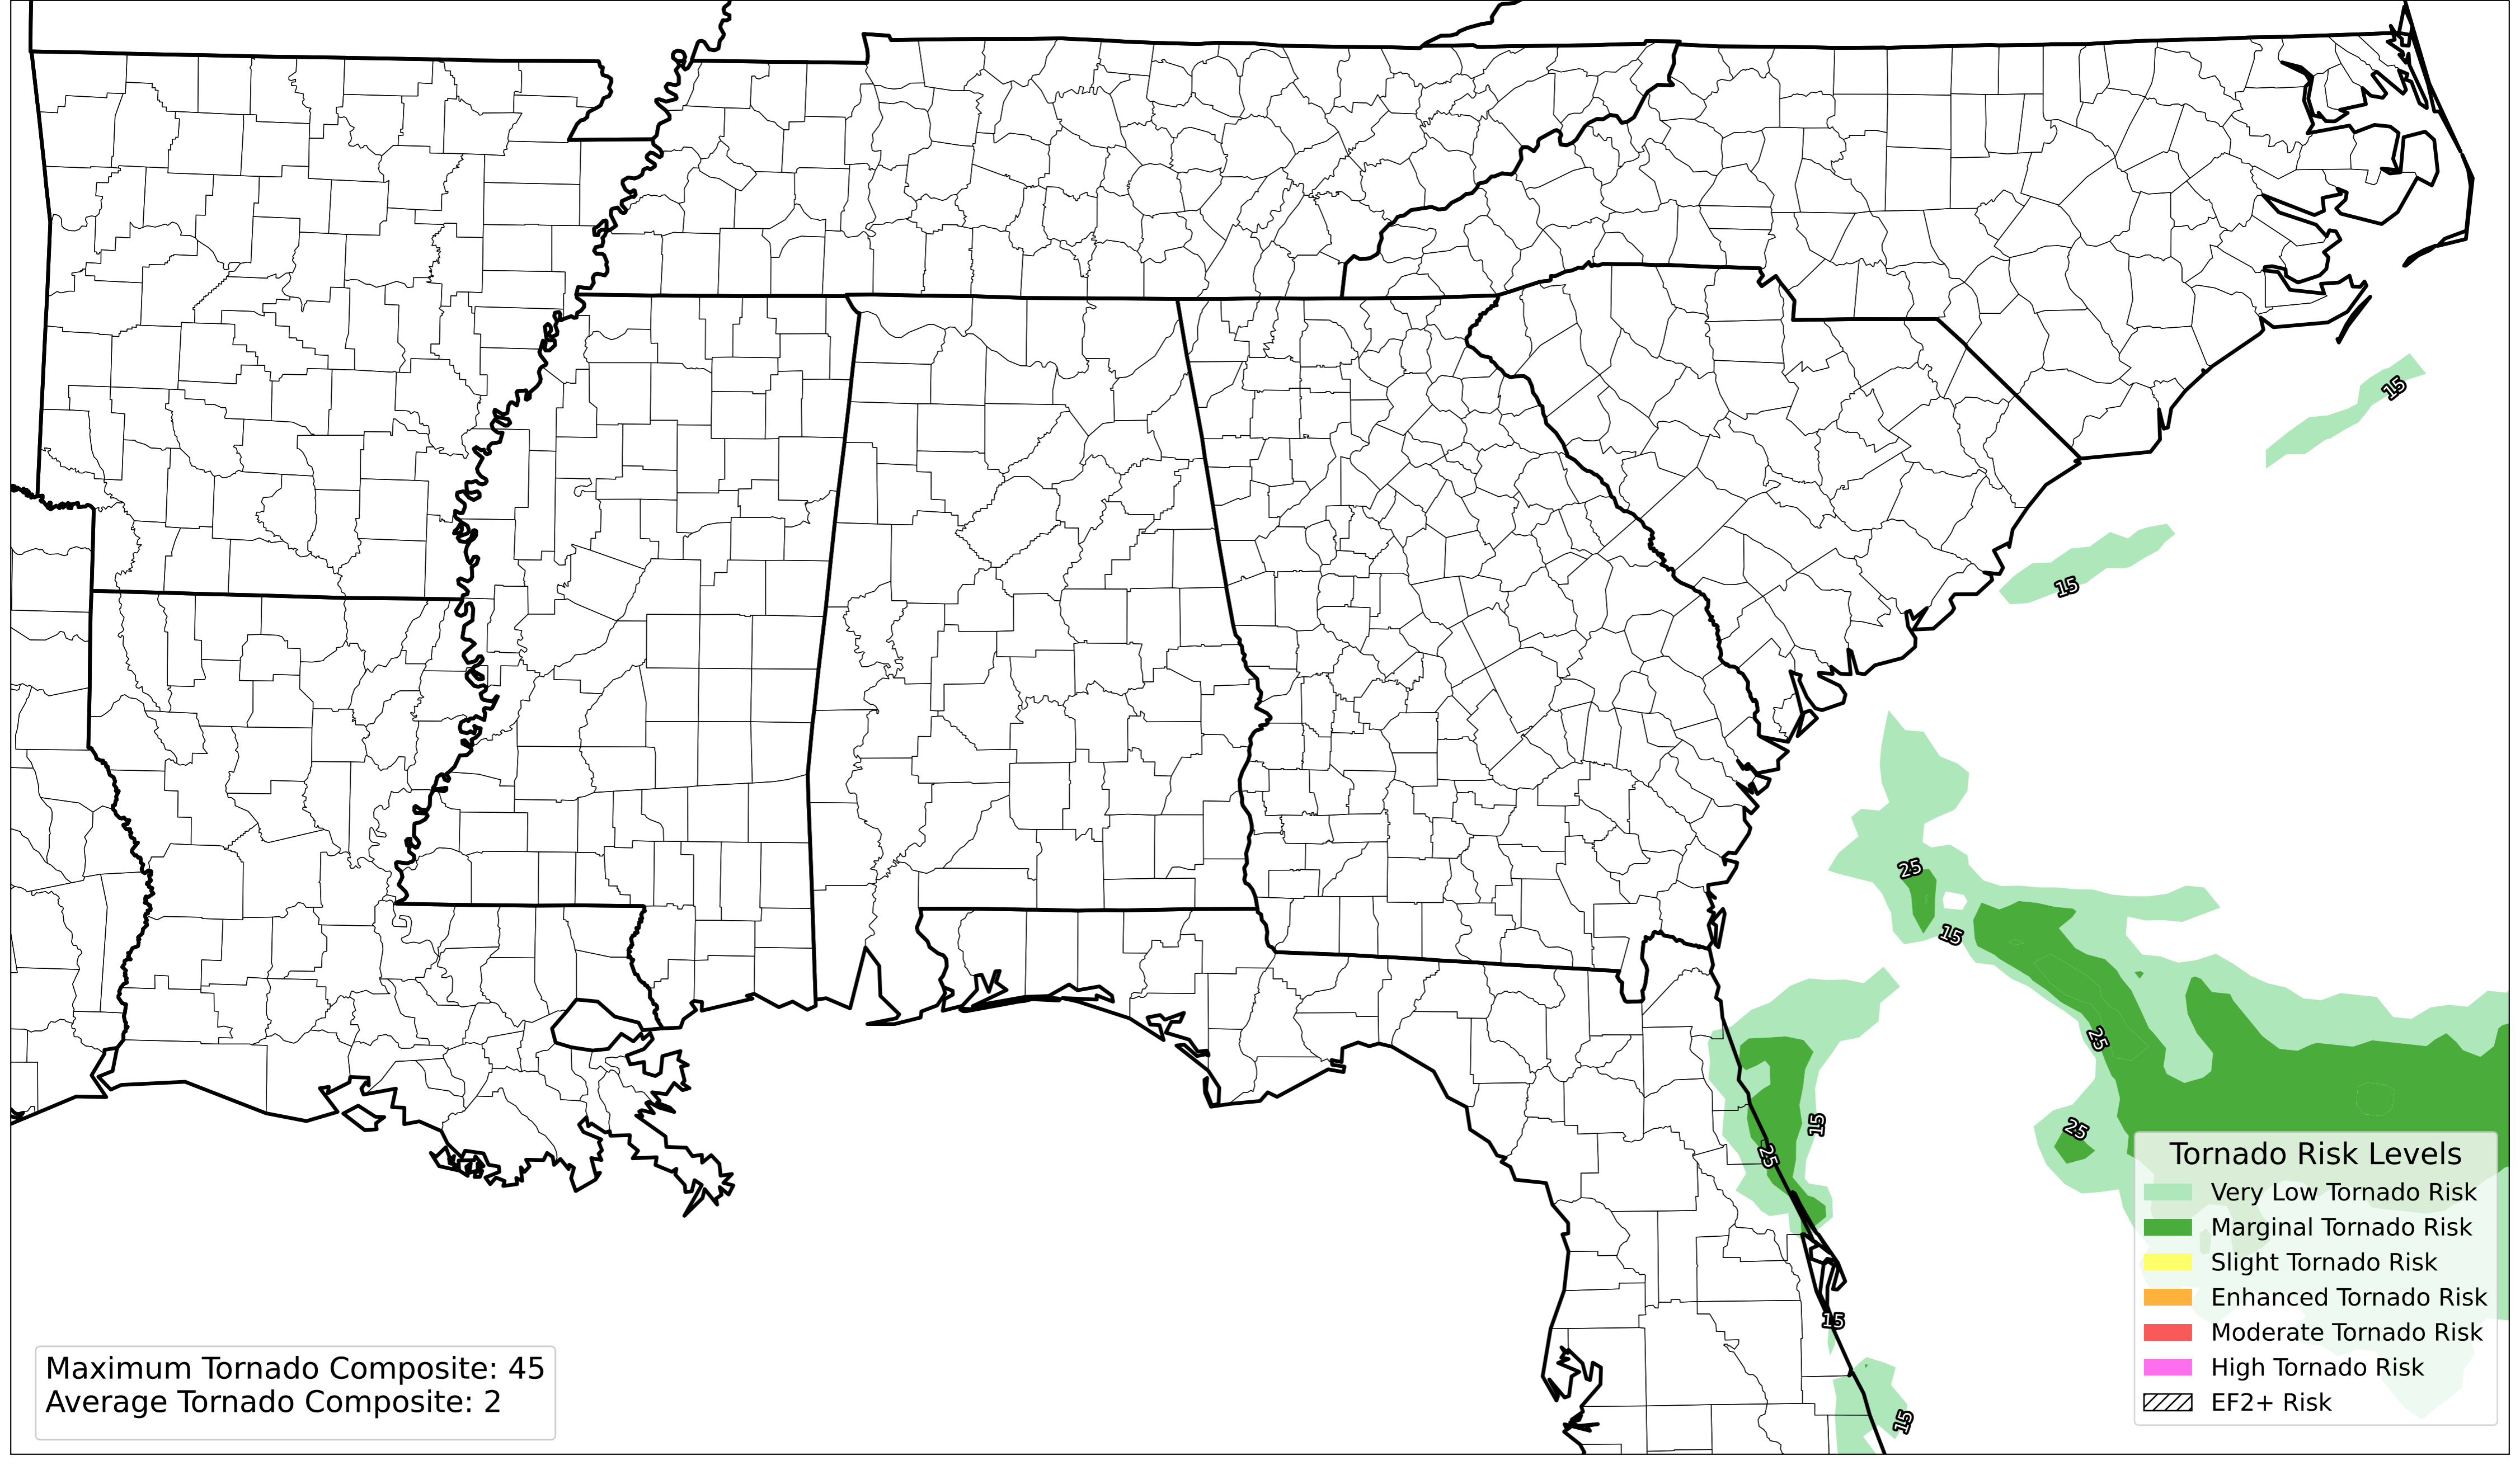 15
15
25
15
25
15
25
25
15
15
Tornado Risk Levels
Very Low Tornado Risk
Marginal Tornado Risk
Slight Tornado Risk
Enhanced Tornado Risk
Moderate Tornado Risk
High Tornado Risk
EF2+ Risk
Maximum Tornado Composite: 45
Average Tornado Composite: 2